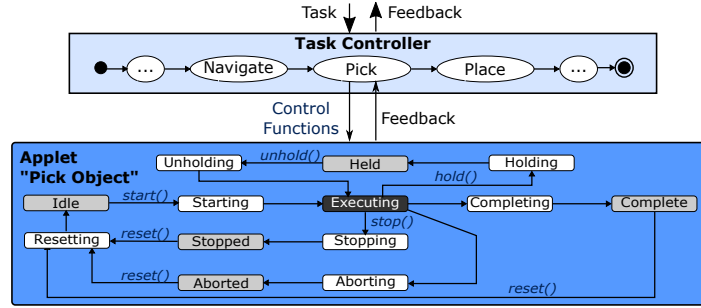 Task
Feedback
Task Controller
...
Navigate
Pick
Place
...
Control
Functions
Feedback
Applet
"Pick Object"
Unholding
unhold()
Held
Holding
hold()
Idle
start()
Starting
Executing
Completing
Complete
stop()
Resetting
reset()
Stopped
Stopping
reset()
Aborted
Aborting
reset()